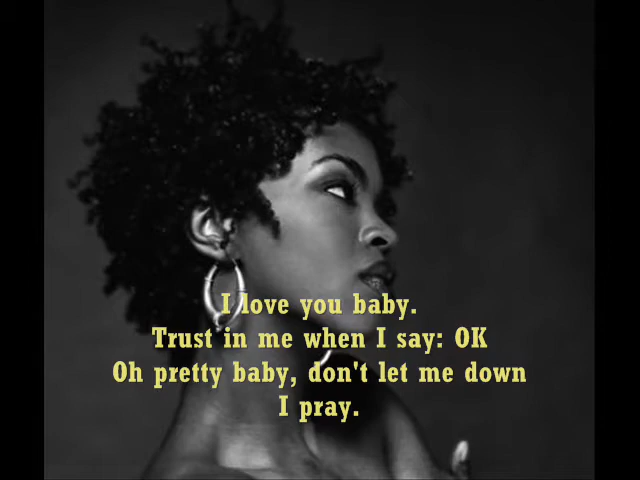 I love you baby.
Trust in me when I say: OK
Oh pretty baby, don't let me down
I pray.